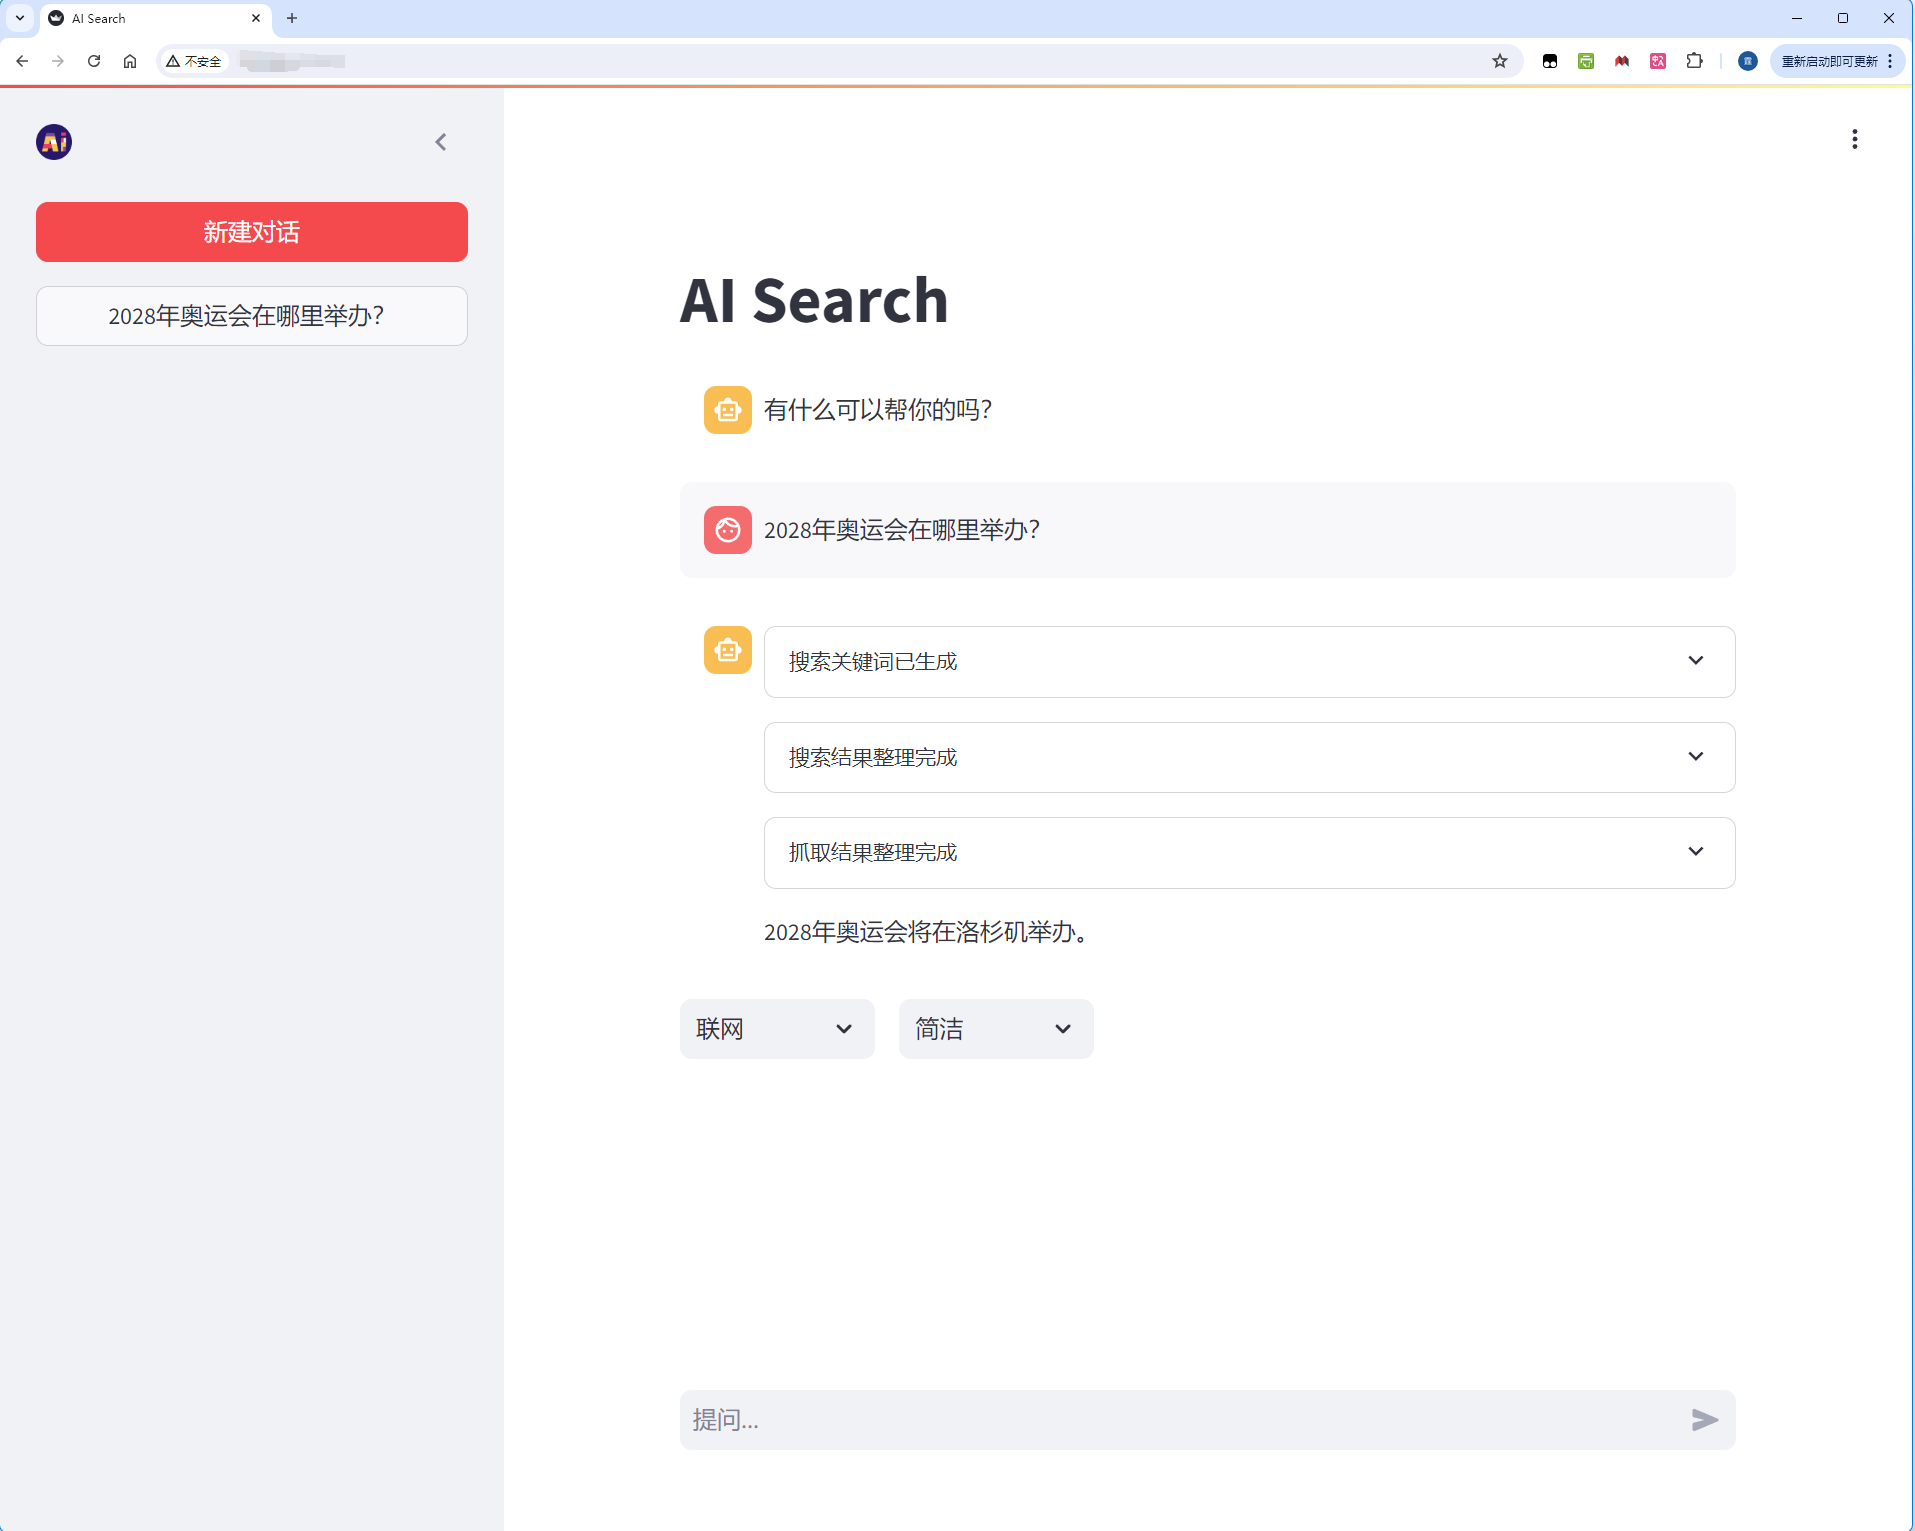 AI Search
不安全
重新启动即可更新
Ai
新建对话
2028年奥运会在哪里举办?
AI Search
有什么可以帮你的吗?
2028年奥运会在哪里举办?
搜索关键词已生成
搜索结果整理完成
抓取结果整理完成
2028年奥运会将在洛杉矶举办。
联网
简洁
提问...